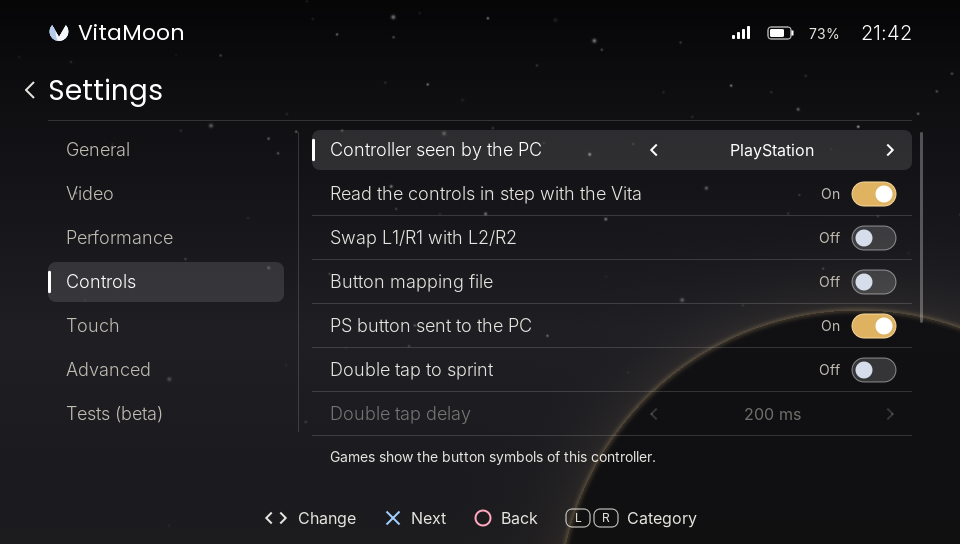 VitaMoon
73% 21:42
Settings
General
Video
Performance
Controls
Touch
Advanced
Tests (beta)
Controller seen by the PC PlayStation
Read the controls in step with the Vita On
Swap L1/R1 with L2/R2 Off
Button mapping file Off
PS button sent to the PC On
Double tap to sprint Off
Double tap delay 200 ms
Games show the button symbols of this controller.
Change Next Back L R Category